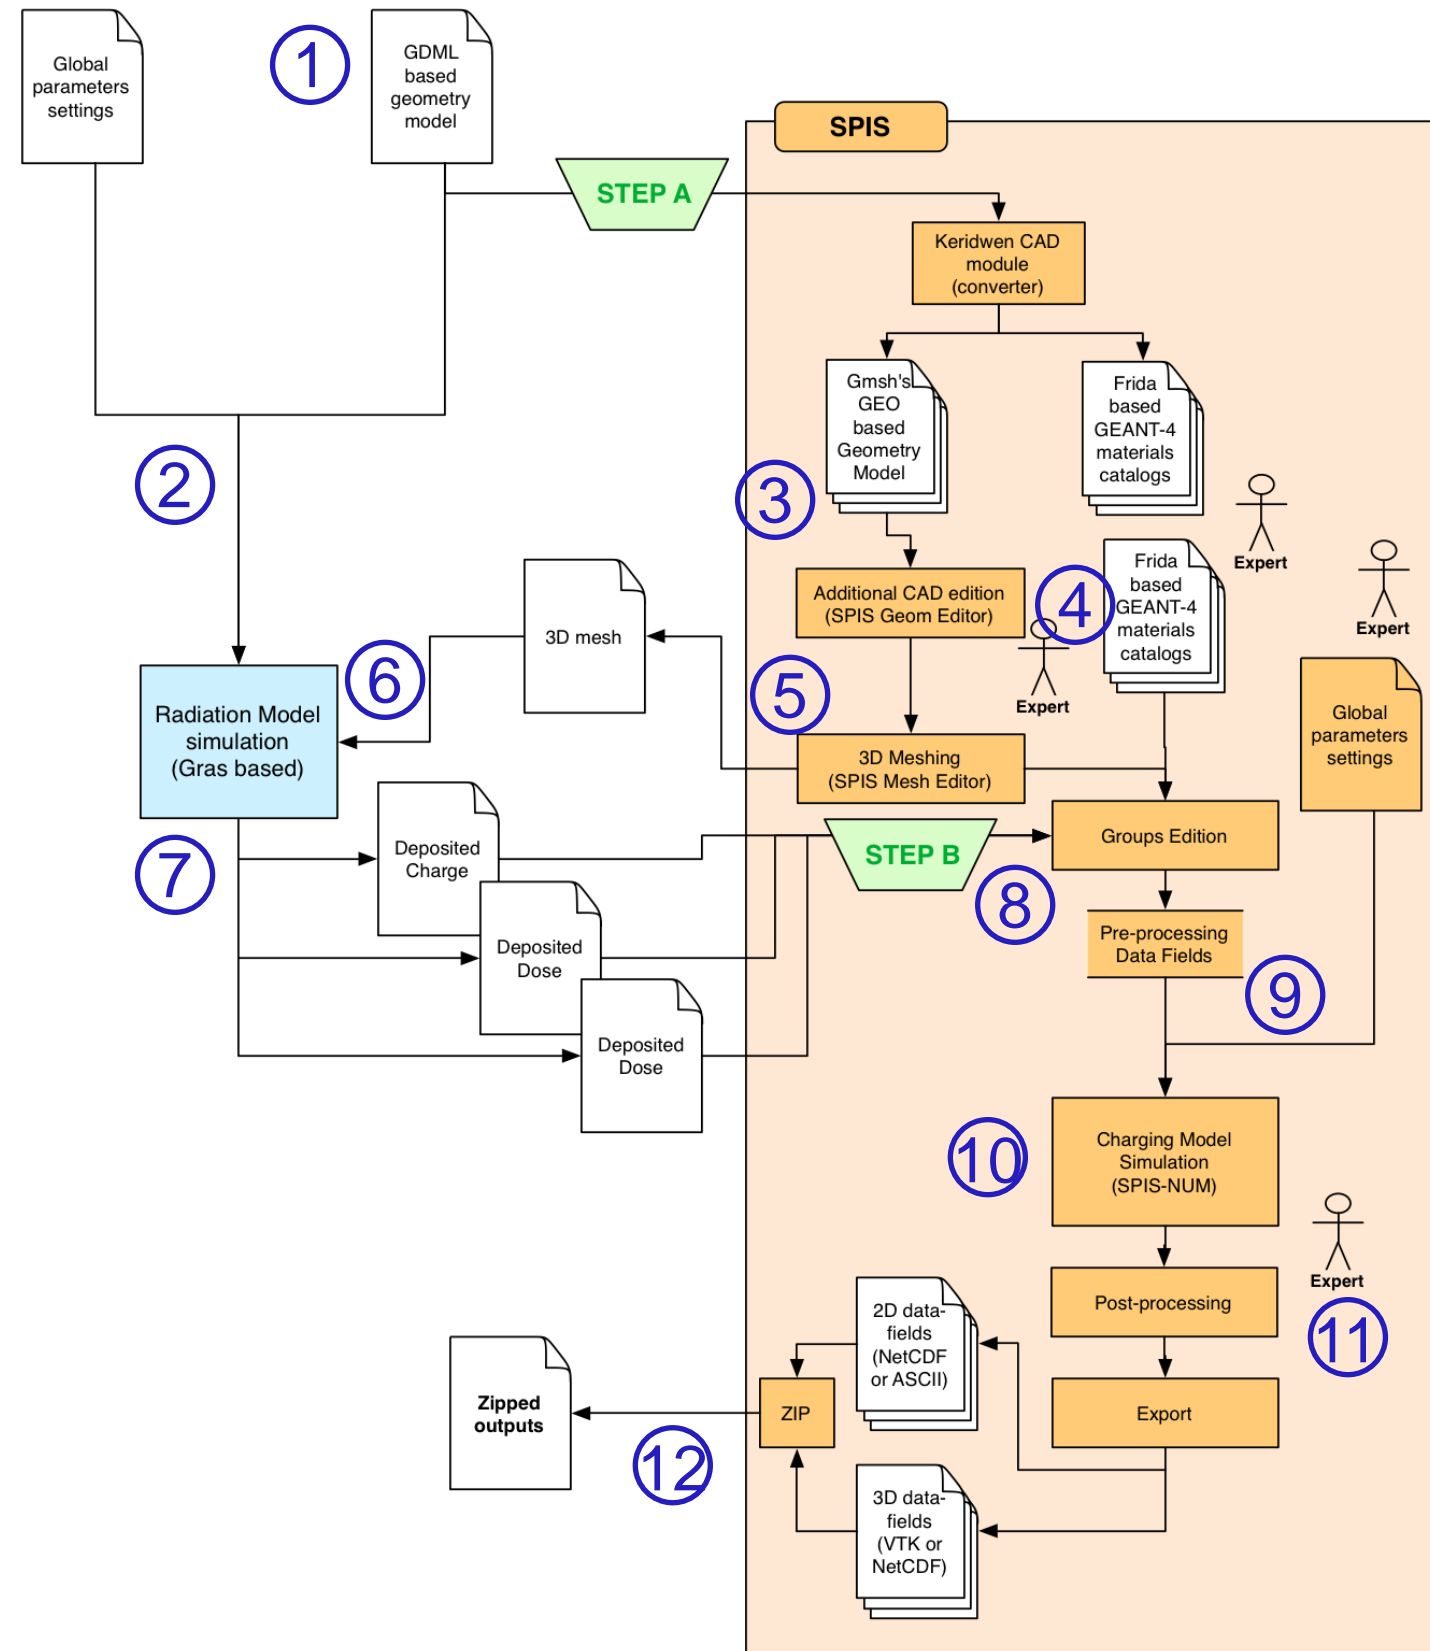 Global
parameters
settings
1
GDML
based
geometry
model
SPIS
STEP A
Keridwen CAD
module
(converter)
Gmsh's
GEO
based
Geometry
Model
Frida
based
GEANT-4
materials
catalogs
2
3
Expert
Expert
Additional CAD edition
(SPIS Geom Editor)
4
Frida
based
GEANT-4
materials
catalogs
3D mesh
6
5
Expert
Radiation Model
simulation
(Gras based)
3D Meshing
(SPIS Mesh Editor)
Global
parameters
settings
7
Deposited
Charge
STEP B
Groups Edition
8
Deposited
Dose
Pre-processing
Data Fields
9
Deposited
Dose
10
Charging Model
Simulation
(SPIS-NUM)
Expert
11
2D data-
fields
(NetCDF
or ASCII)
Post-processing
Zipped
outputs
ZIP
Export
12
3D data-
fields
(VTK or
NetCDF)